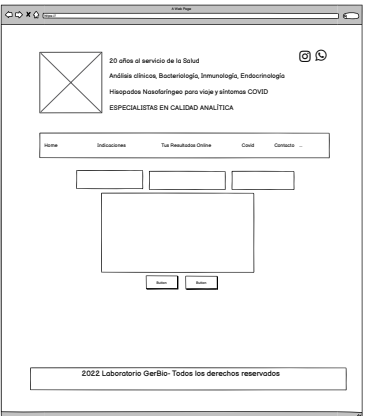 A Web Page
https://
20 años al servicio de la Salud
Análisis clínicos, Bacteriología, Inmunología, Endocrinología
Hisopados Nasofaríngeo para viaje y síntomas COVID
ESPECIALISTAS EN CALIDAD ANALÍTICA
Home Indicaciones Tus Resultados Online Covid Contacto ...
Button Button
2022 Laboratorio GerBio- Todos los derechos reservados